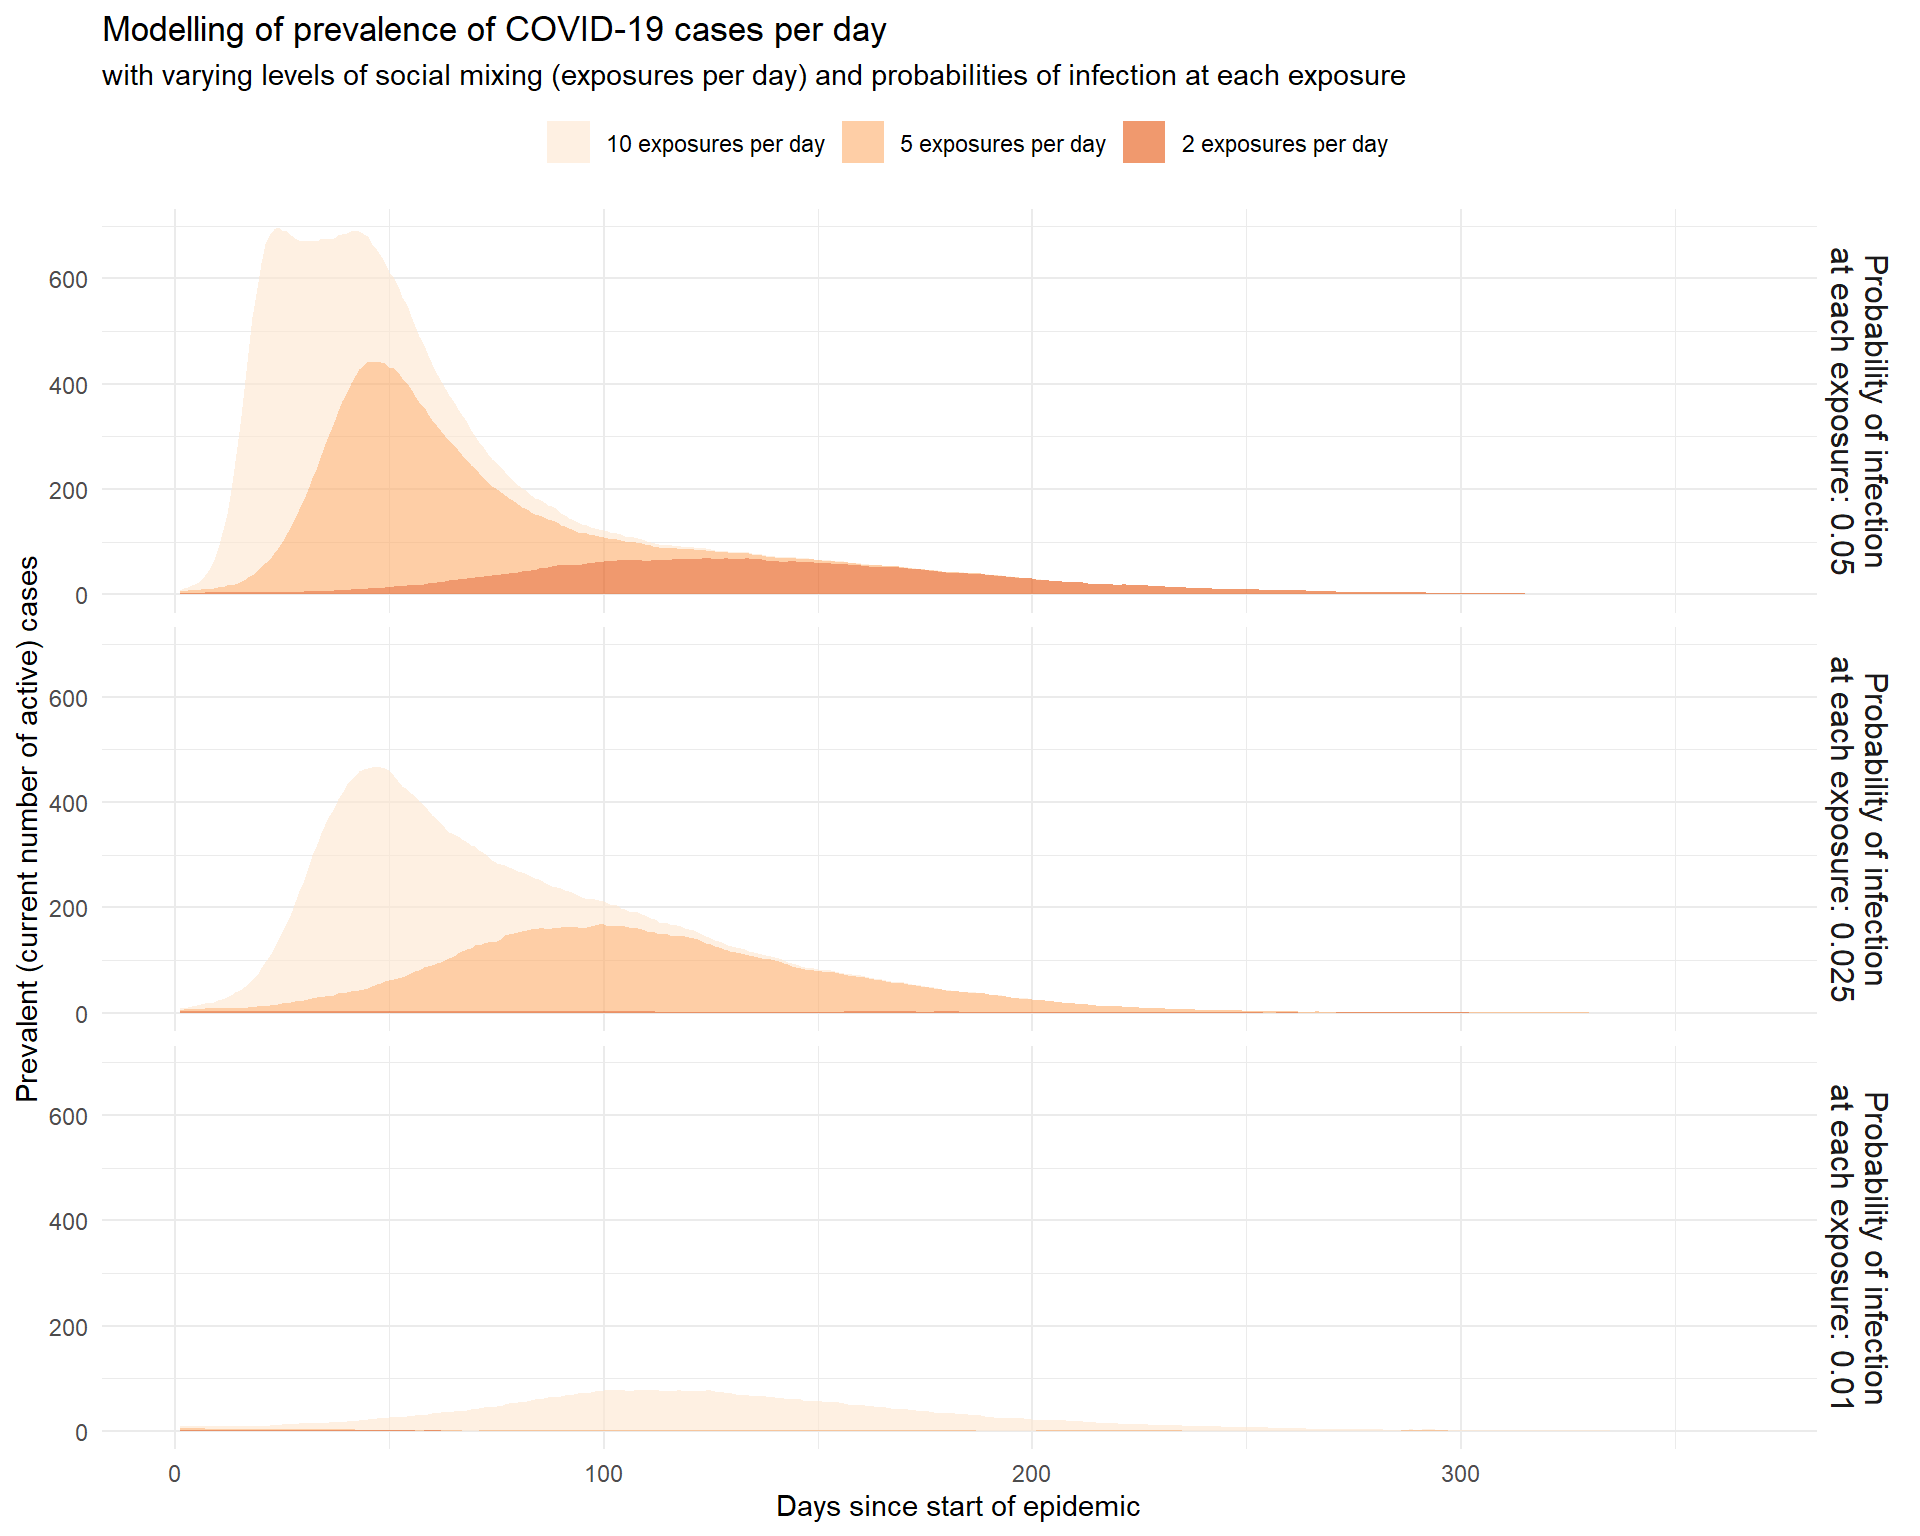 Modelling of prevalence of COVID-19 cases per day
with varying levels of social mixing (exposures per day) and probabilities of infection at each exposure
10 exposures per day
5 exposures per day
2 exposures per day
Prevalent (current number of active) cases
600
400
200
0
Probability of infection
at each exposure: 0.05
600
400
200
0
Probability of infection
at each exposure: 0.025
600
400
200
0
Probability of infection
at each exposure: 0.01
0
100
200
300
Days since start of epidemic